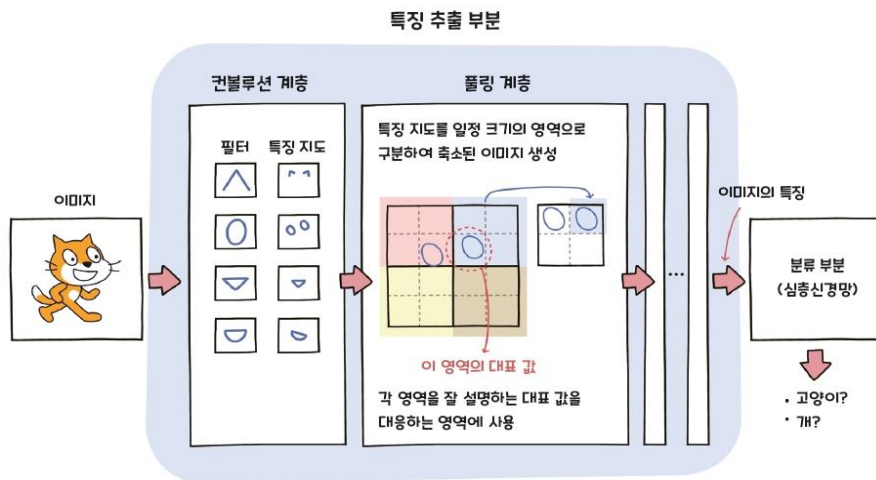 특징 추출 부분
컨볼루션 계층
풀링 계층
필터
특징 지도
특징 지도를 일정 크기의 영역으로
구분하여 축소된 이미지 생성
이미지
이 영역의 대표 값
각 영역을 잘 설명하는 대표 값을
대응하는 영역에 사용
...
이미지의 특징
분류 부분
(심층신경망)
• 고양이?
• 개?